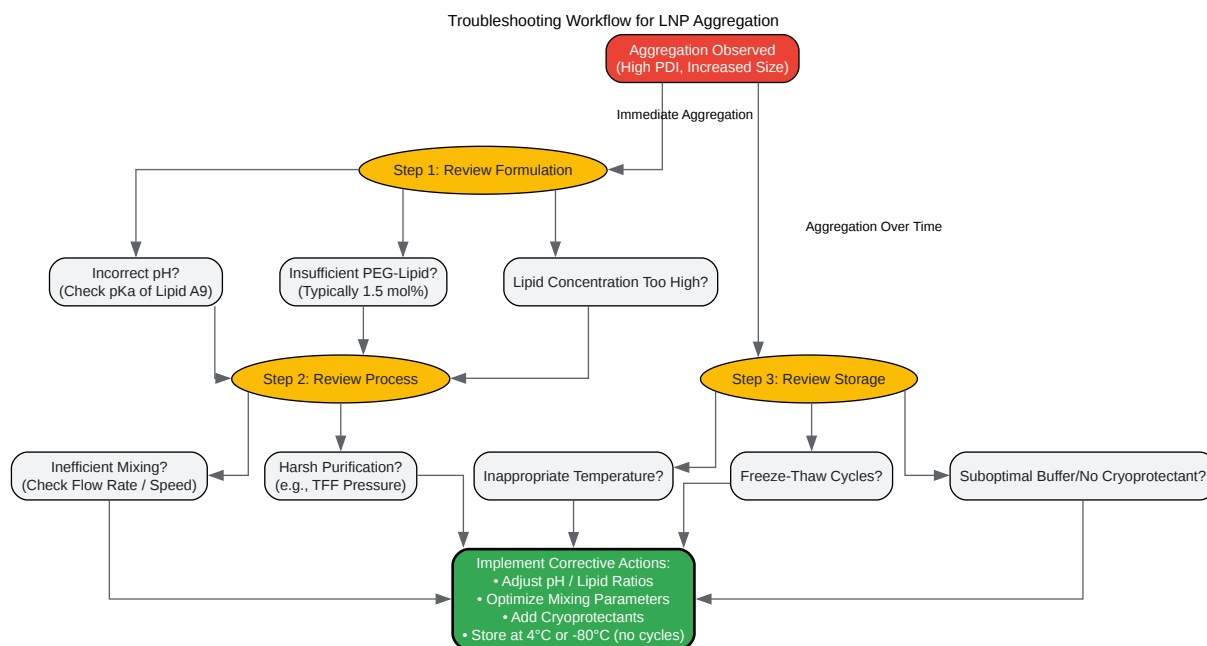 Troubleshooting Workflow for LNP Aggregation
Aggregation Observed
(High PDI, Increased Size)
Immediate Aggregation
Step 1: Review Formulation
Aggregation Over Time
Incorrect pH?
(Check pKa of Lipid A9)
Insufficient PEG-Lipid?
(Typically 1.5 mol%)
Lipid Concentration Too High?
Step 2: Review Process
Step 3: Review Storage
Inefficient Mixing?
(Check Flow Rate / Speed)
Harsh Purification?
(e.g., TFF Pressure)
Inappropriate Temperature?
Freeze-Thaw Cycles?
Suboptimal Buffer/No Cryoprotectant?
Implement Corrective Actions:
• Adjust pH / Lipid Ratios
• Optimize Mixing Parameters
• Add Cryoprotectants
• Store at 4°C or -80°C (no cycles)